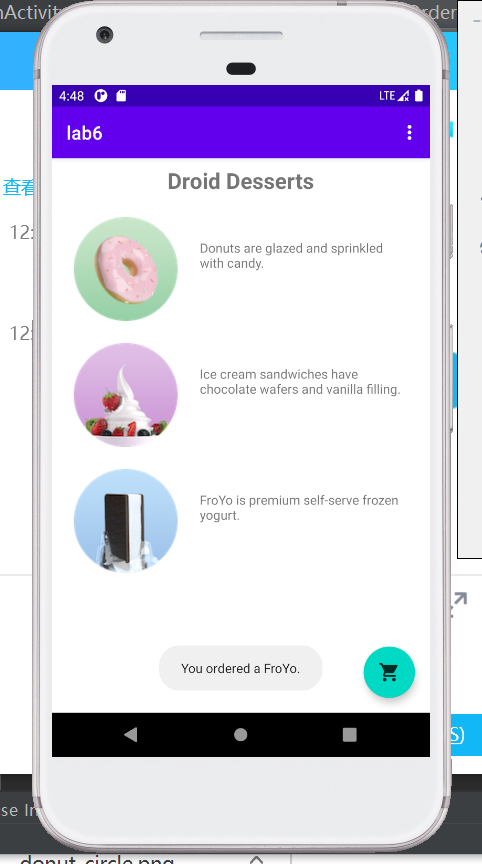 Order
4:48
LTE
lab6
查看
Droid Desserts
12:
Donuts are glazed and sprinkled
with candy.
12:
Ice cream sandwiches have
chocolate wafers and vanilla filling.
FroYo is premium self-serve frozen
yogurt.
You ordered a FroYo.
S)
se In
donut_circle.png